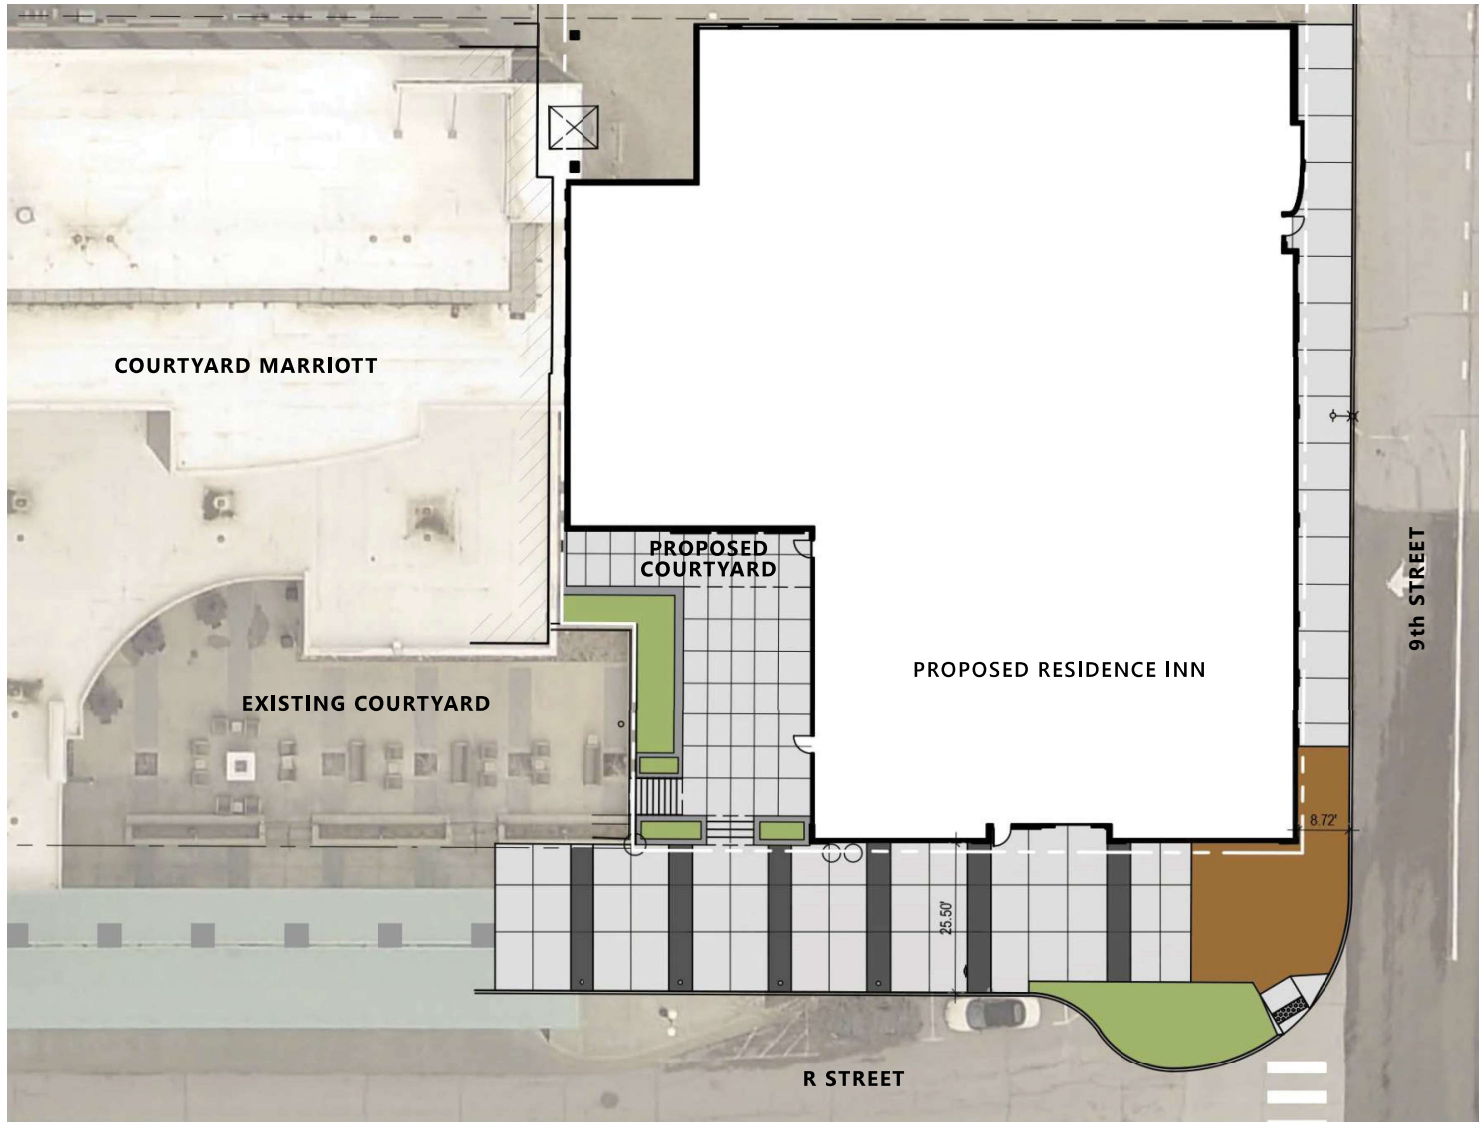 COURTYARD MARRIOTT
PROPOSED
COURTYARD
9th STREET
PROPOSED RESIDENCE INN
EXISTING COURTYARD
8.72'
25.50'
R STREET